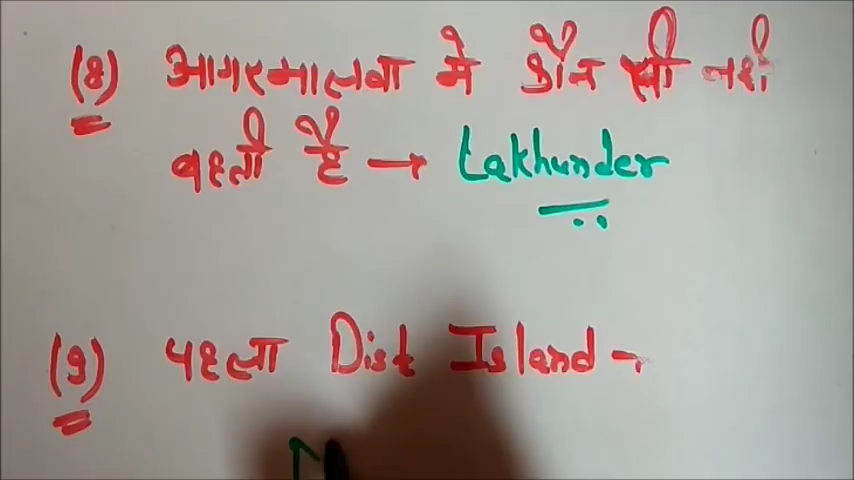 (8) आगरमालवा मे कौन सी नदी
बहती है → Lakhunder
(9) पहला Dist Island →